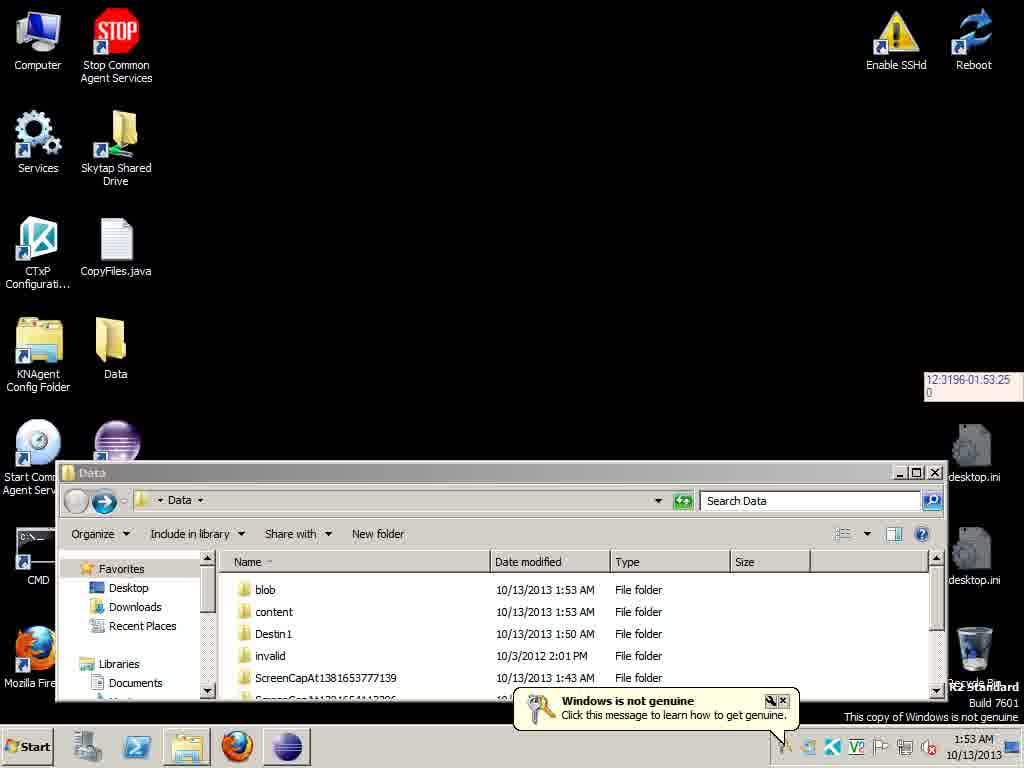 Computer
Stop Common
Agent Services
Enable SSHd
Reboot
STOP
Services
Skytap Shared
Drive
CTxP
Configurati...
CopyFiles.java
KNAgent
Config Folder
Data
12:3196-01:53:25
0
Start Com
Agent Serv
desktop.ini
C:\
CMD
desktop.ini
Mozilla Fire
Recycle Bin
Data
Data
Search Data
Organize
Include in library
Share with
New folder
Favorites
Desktop
Downloads
Recent Places
Libraries
Documents
Name
Date modified
Type
Size
blob
10/13/2013 1:53 AM
File folder
content
10/13/2013 1:53 AM
File folder
Destin1
10/13/2013 1:50 AM
File folder
invalid
10/3/2012 2:01 PM
File folder
ScreenCapAt1381653777139
10/13/2013 1:43 AM
File folder
Windows is not genuine
Click this message to learn how to get genuine.
R2 Standard
Build 7601
This copy of Windows is not genuine
Start
V2
1:53 AM
10/13/2013